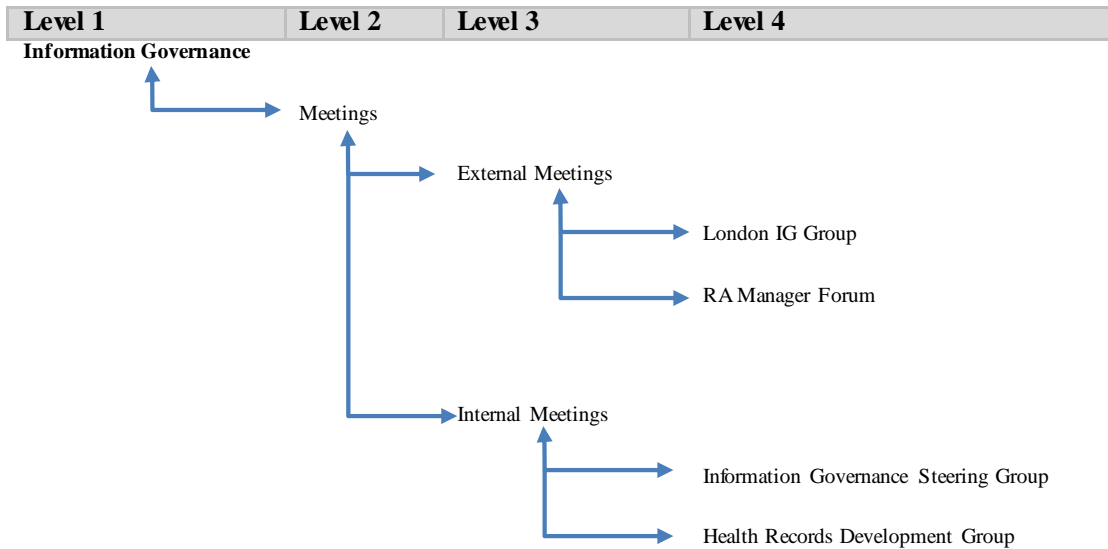 Level 1 Level 2 Level 3 Level 4
Information Governance
Meetings
External Meetings
London IG Group
RA Manager Forum
Internal Meetings
Information Governance Steering Group
Health Records Development Group